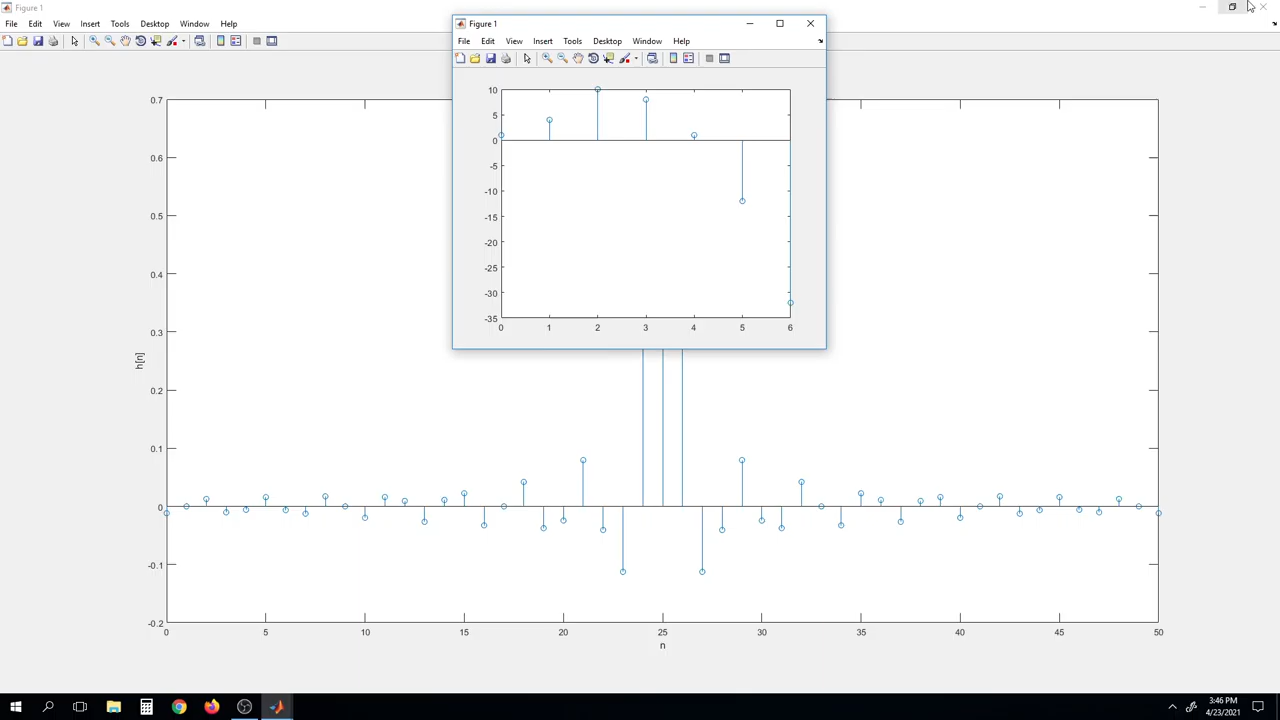 Figure 1
File Edit View Insert Tools Desktop Window Help
Figure 1
File Edit View Insert Tools Desktop Window Help
10
5
0
-5
-10
-15
-20
-25
-30
-35
0 1 2 3 4 5 6
0.7
0.6
0.5
0.4
0.3
0.2
0.1
0
-0.1
-0.2
h[n]
0 5 10 15 20 25 30 35 40 45 50
n
3:46 PM
4/23/2021